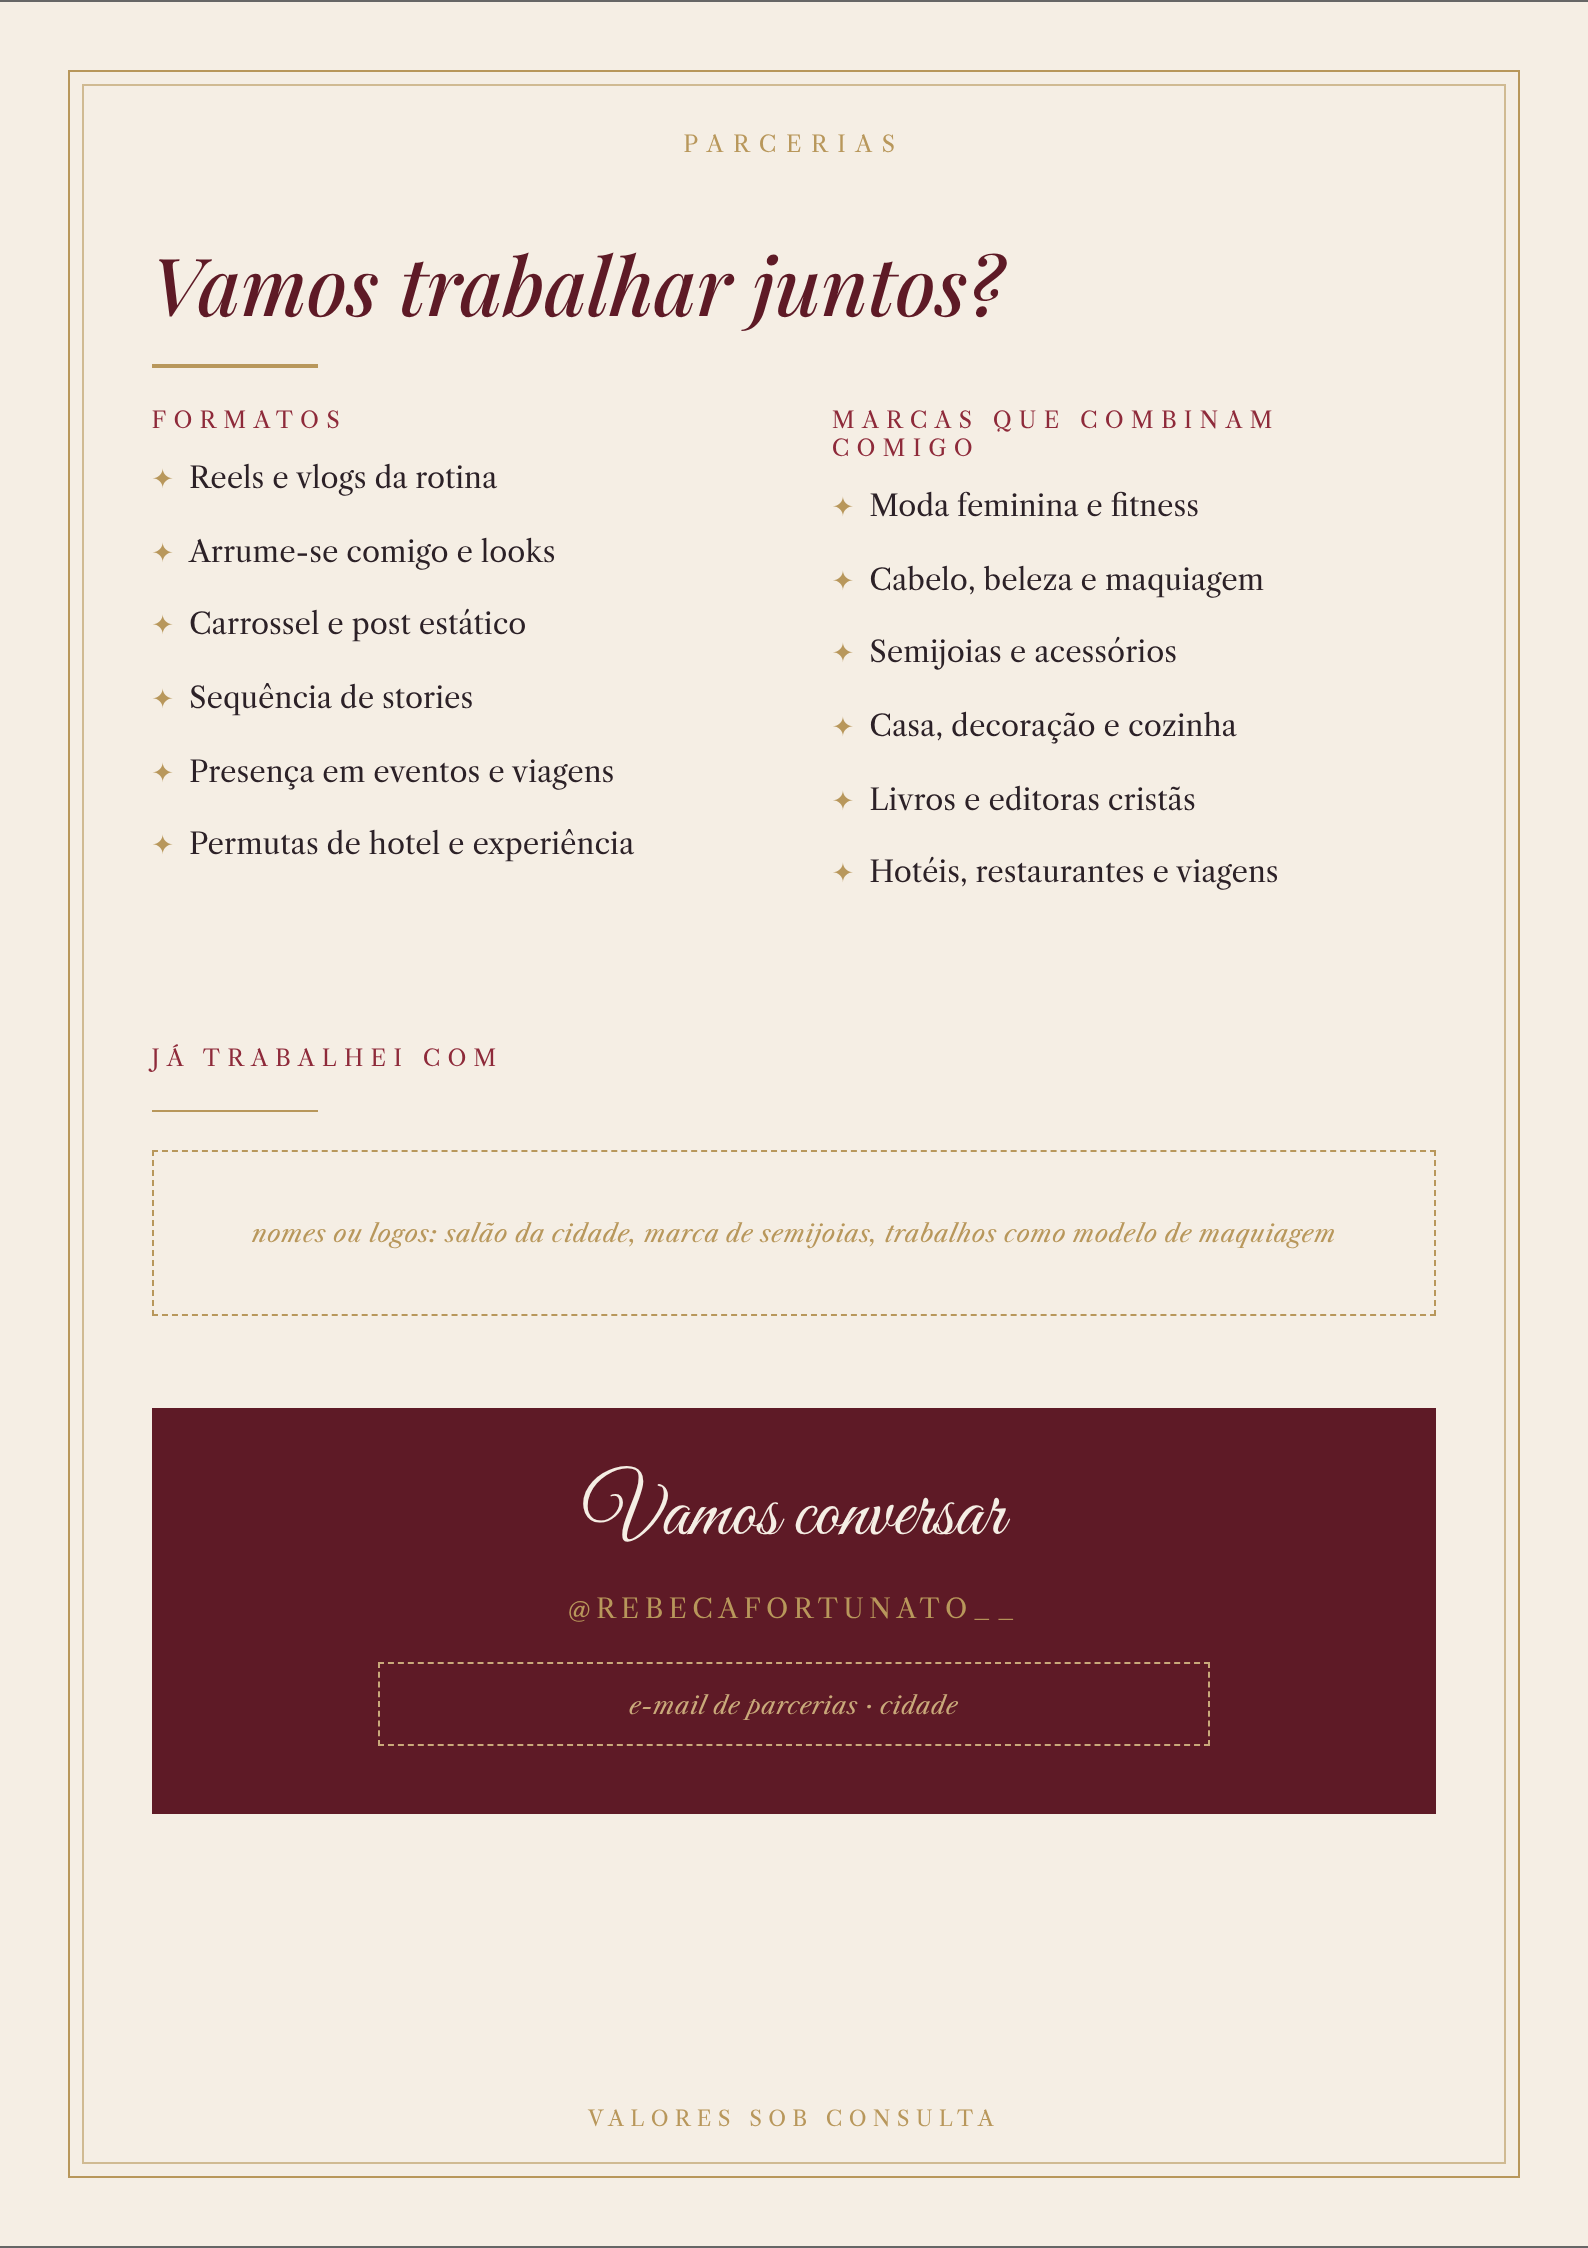 PARCERIAS
Vamos trabalhar juntos?
FORMATOS
✦ Reels e vlogs da rotina
✦ Arrume-se comigo e looks
✦ Carrossel e post estático
✦ Sequência de stories
✦ Presença em eventos e viagens
✦ Permutas de hotel e experiência
MARCAS QUE COMBINAM
COMIGO
✦ Moda feminina e fitness
✦ Cabelo, beleza e maquiagem
✦ Semijoias e acessórios
✦ Casa, decoração e cozinha
✦ Livros e editoras cristãs
✦ Hotéis, restaurantes e viagens
JÁ TRABALHEI COM
nomes ou logos: salão da cidade, marca de semijoias, trabalhos como modelo de maquiagem
Vamos conversar
@REBECAFORTUNATO__
e-mail de parcerias · cidade
VALORES SOB CONSULTA